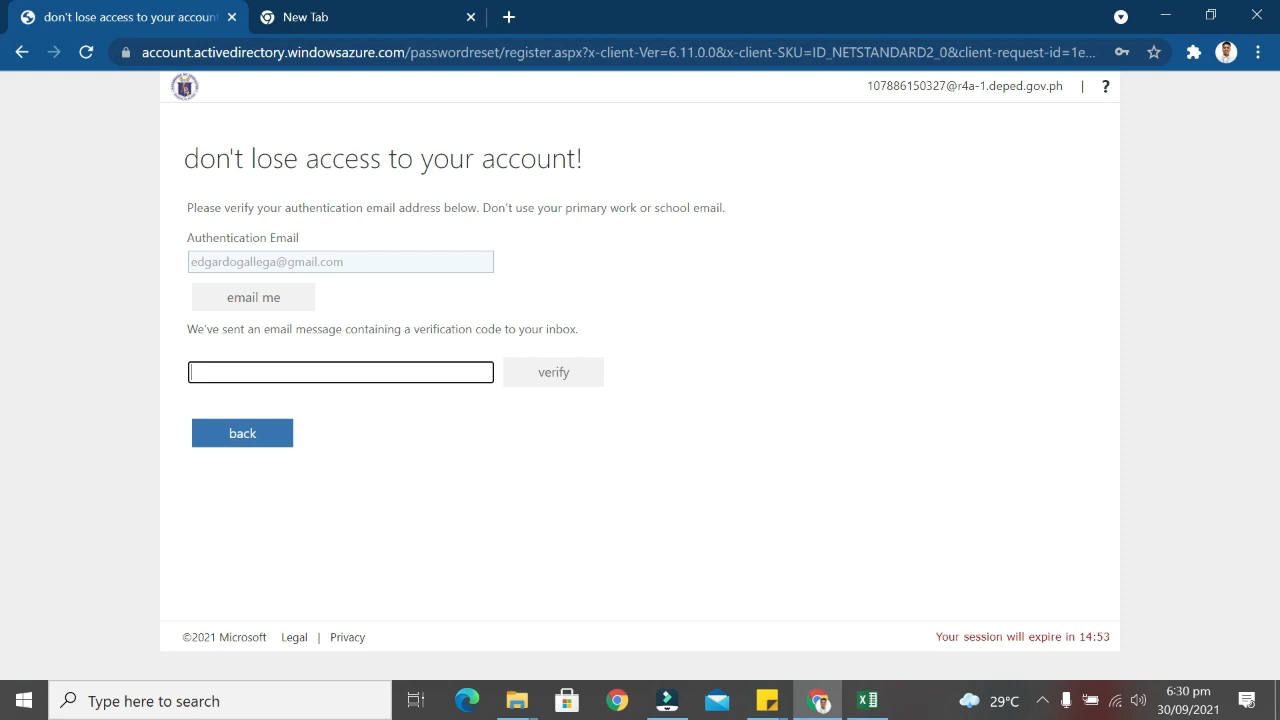 don't lose access to your accoun
New Tab
account.activedirectory.windowsazure.com/passwordreset/register.aspx?x-client-Ver=6.11.0.0&x-client-SKU=ID_NETSTANDARD2_0&client-request-id=1e...
107886150327@r4a-1.deped.gov.ph | ?
don't lose access to your account!
Please verify your authentication email address below. Don't use your primary work or school email.
Authentication Email
edgardogallega@gmail.com
email me
We've sent an email message containing a verification code to your inbox.
verify
back
©2021 Microsoft Legal | Privacy
Your session will expire in 14:53
Type here to search
29°C
6:30 pm
30/09/2021